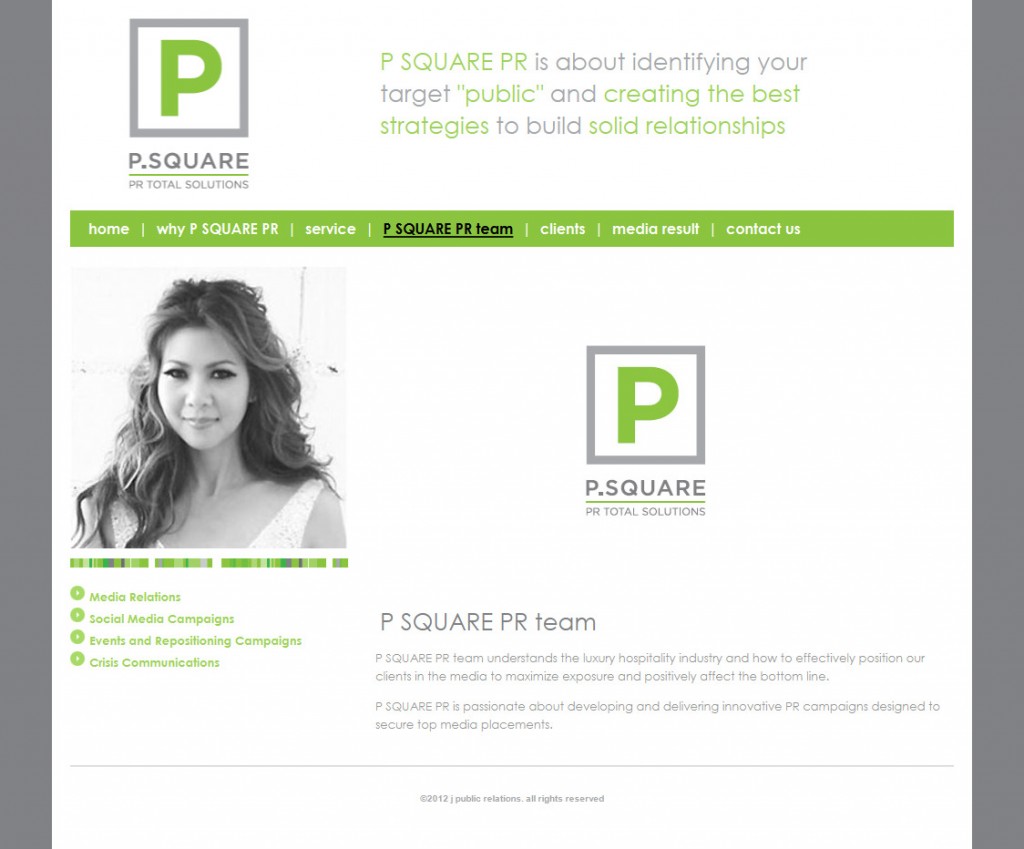 P
P.SQUARE
PR TOTAL SOLUTIONS
P SQUARE PR is about identifying your
target "public" and creating the best
strategies to build solid relationships
home | why P SQUARE PR | service | P SQUARE PR team | clients | media result | contact us
P
P.SQUARE
PR TOTAL SOLUTIONS
Media Relations
Social Media Campaigns
Events and Repositioning Campaigns
Crisis Communications
P SQUARE PR team
P SQUARE PR team understands the luxury hospitality industry and how to effectively position our
clients in the media to maximize exposure and positively affect the bottom line.
P SQUARE PR is passionate about developing and delivering innovative PR campaigns designed to
secure top media placements.
©2012 j public relations. all rights reserved